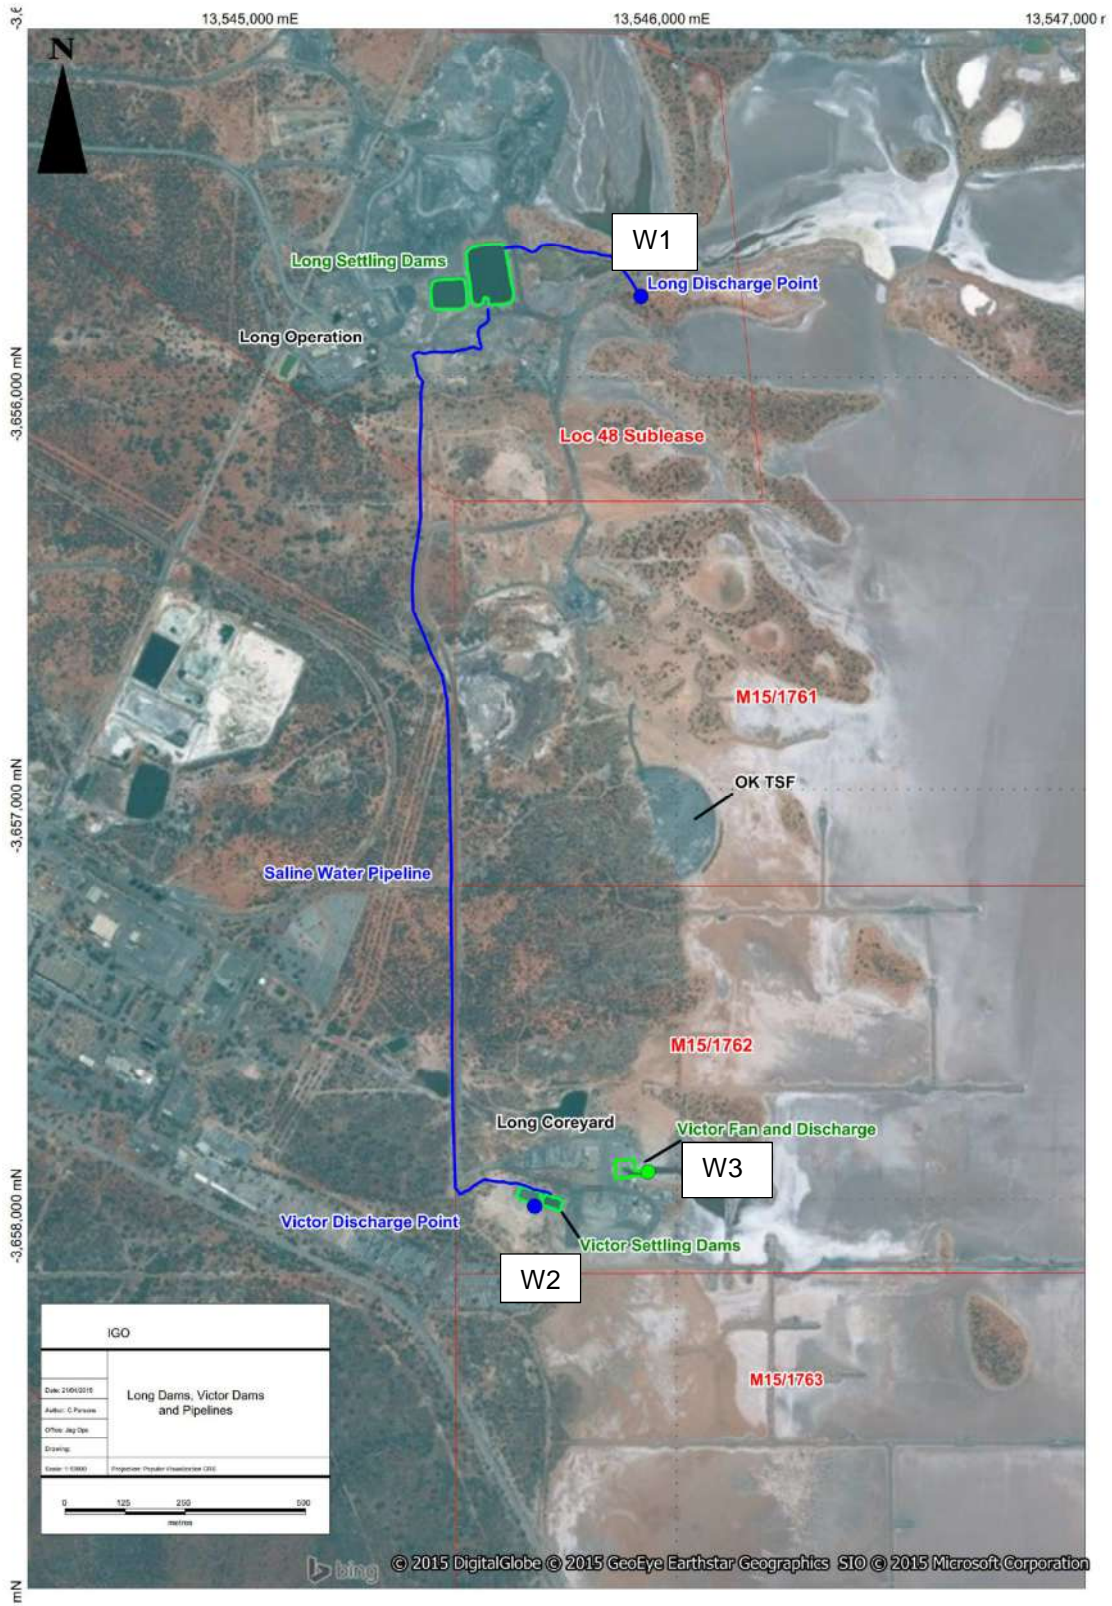 13,545,000 mE
13,546,000 mE
N
W1
Long Settling Dams
Long Discharge Point
Long Operation
-3,656,000 mN
Loc 48 Sublease
M15/1761
OK TSF
-3,657,000 mN
Saline Water Pipeline
M15/1762
Long Coreyard
Victor Fan and Discharge
W3
-3,658,000 mN
Victor Discharge Point
Victor Settling Dams
W2
IGO
Long Dams, Victor Dams
and Pipelines
Author: C Parsons
Drawing:
0 125 250 500
metres
M15/1763
bing
© 2015 DigitalGlobe © 2015 GeoEye Earthstar Geographics SIO © 2015 Microsoft Corporation
mN